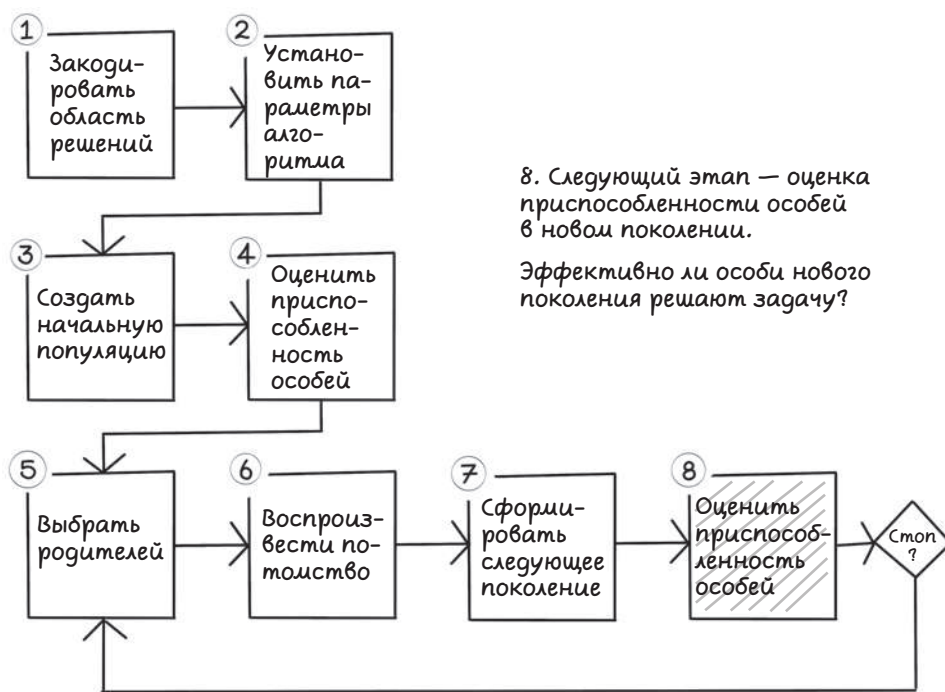 1
Закоди-
ровать
область
решений
2
Устано-
вить па-
раметры
алго-
ритма
8. Следующий этап — оценка
приспособленности особей
в новом поколении.
Эффективно ли особи нового
поколения решают задачу?
3
Создать
начальную
популяцию
4
Оценить
приспо-
соблен-
ность
особей
5
Выбрать
родителей
6
Воспроиз-
вести по-
томство
7
Сформи-
ровать
следующее
поколение
8
Оценить
приспособ-
ленность
особей
Стоп
?